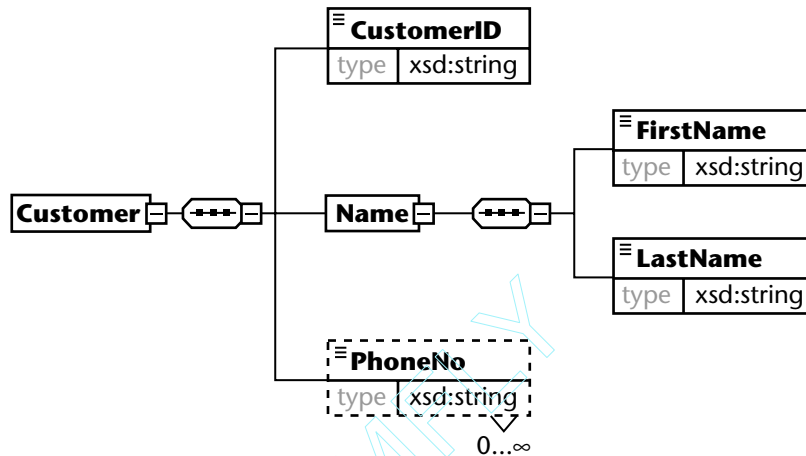 CustomerID
type xsd:string
FirstName
type xsd:string
Customer
Name
LastName
type xsd:string
PhoneNo
type xsd:string
0...∞